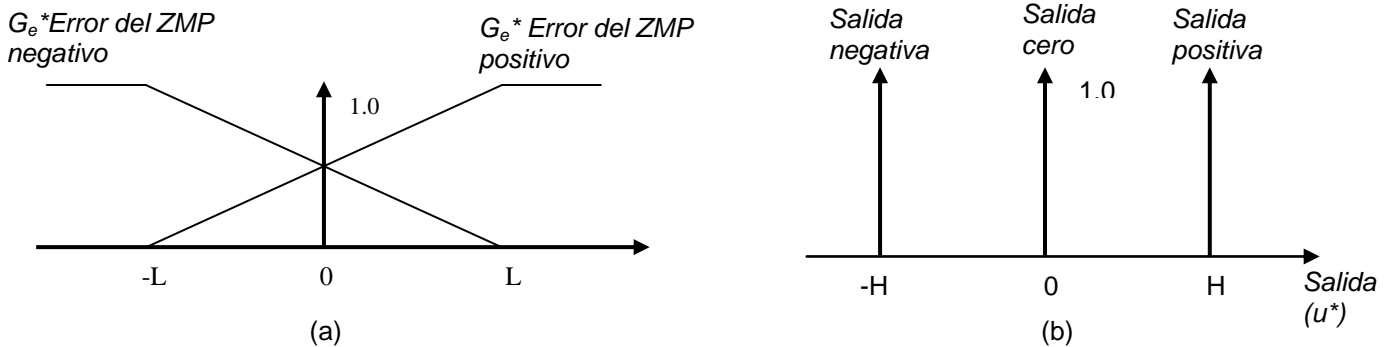 Ge*Error del ZMP
negativo
Ge* Error del ZMP
positivo
1.0
-L
0
L
(a)
Salida
negativa
Salida
cero
Salida
positiva
1.0
-H
0
H
Salida
(u*)
(b)